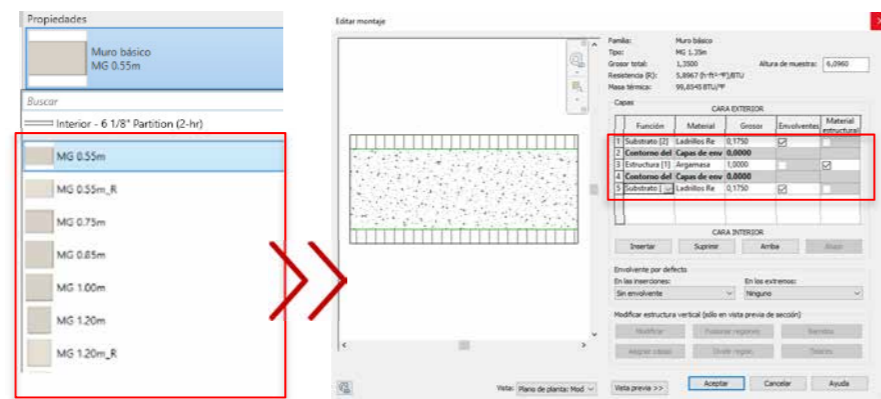 Propiedades
Muro básico
MG 0.55m
Buscar
Interior - 6 1/8" Partition (2-hr)
MG 0.55m
MG 0.55m_R
MG 0.75m
MG 0.85m
MG 1.00m
MG 1.20m
MG 1.20m_R
Editar montaje
Familia: Muro básico
Tipo: MG 1.35m
Grosor total: 1,3500 Altura de muestra: 6,0960
Resistencia (R): 5,8967 (h·ft²·°F)/BTU
Masa térmica: 99,8545 BTU/°F
Capas
CARA EXTERIOR
Función Material Grosor Envolventes Material estructural
1 Substrato [2] Ladrillos Re 0,1750
2 Contorno del Capas de env 0,0000
3 Estructura [1] Argamasa 1,0000
4 Contorno del Capas de env 0,0000
5 Substrato [ Ladrillos Re 0,1750
CARA INTERIOR
Insertar Suprimir Arriba Abajo
Envolvente por defecto
En las inserciones: En los extremos:
Sin envolvente Ninguno
Modificar estructura vertical (sólo en vista previa de sección)
Modificar Fusionar regiones Barridos
Asignar capas Dividir región Telares
Vista: Plano de planta: Mod Vista previa >> Aceptar Cancelar Ayuda